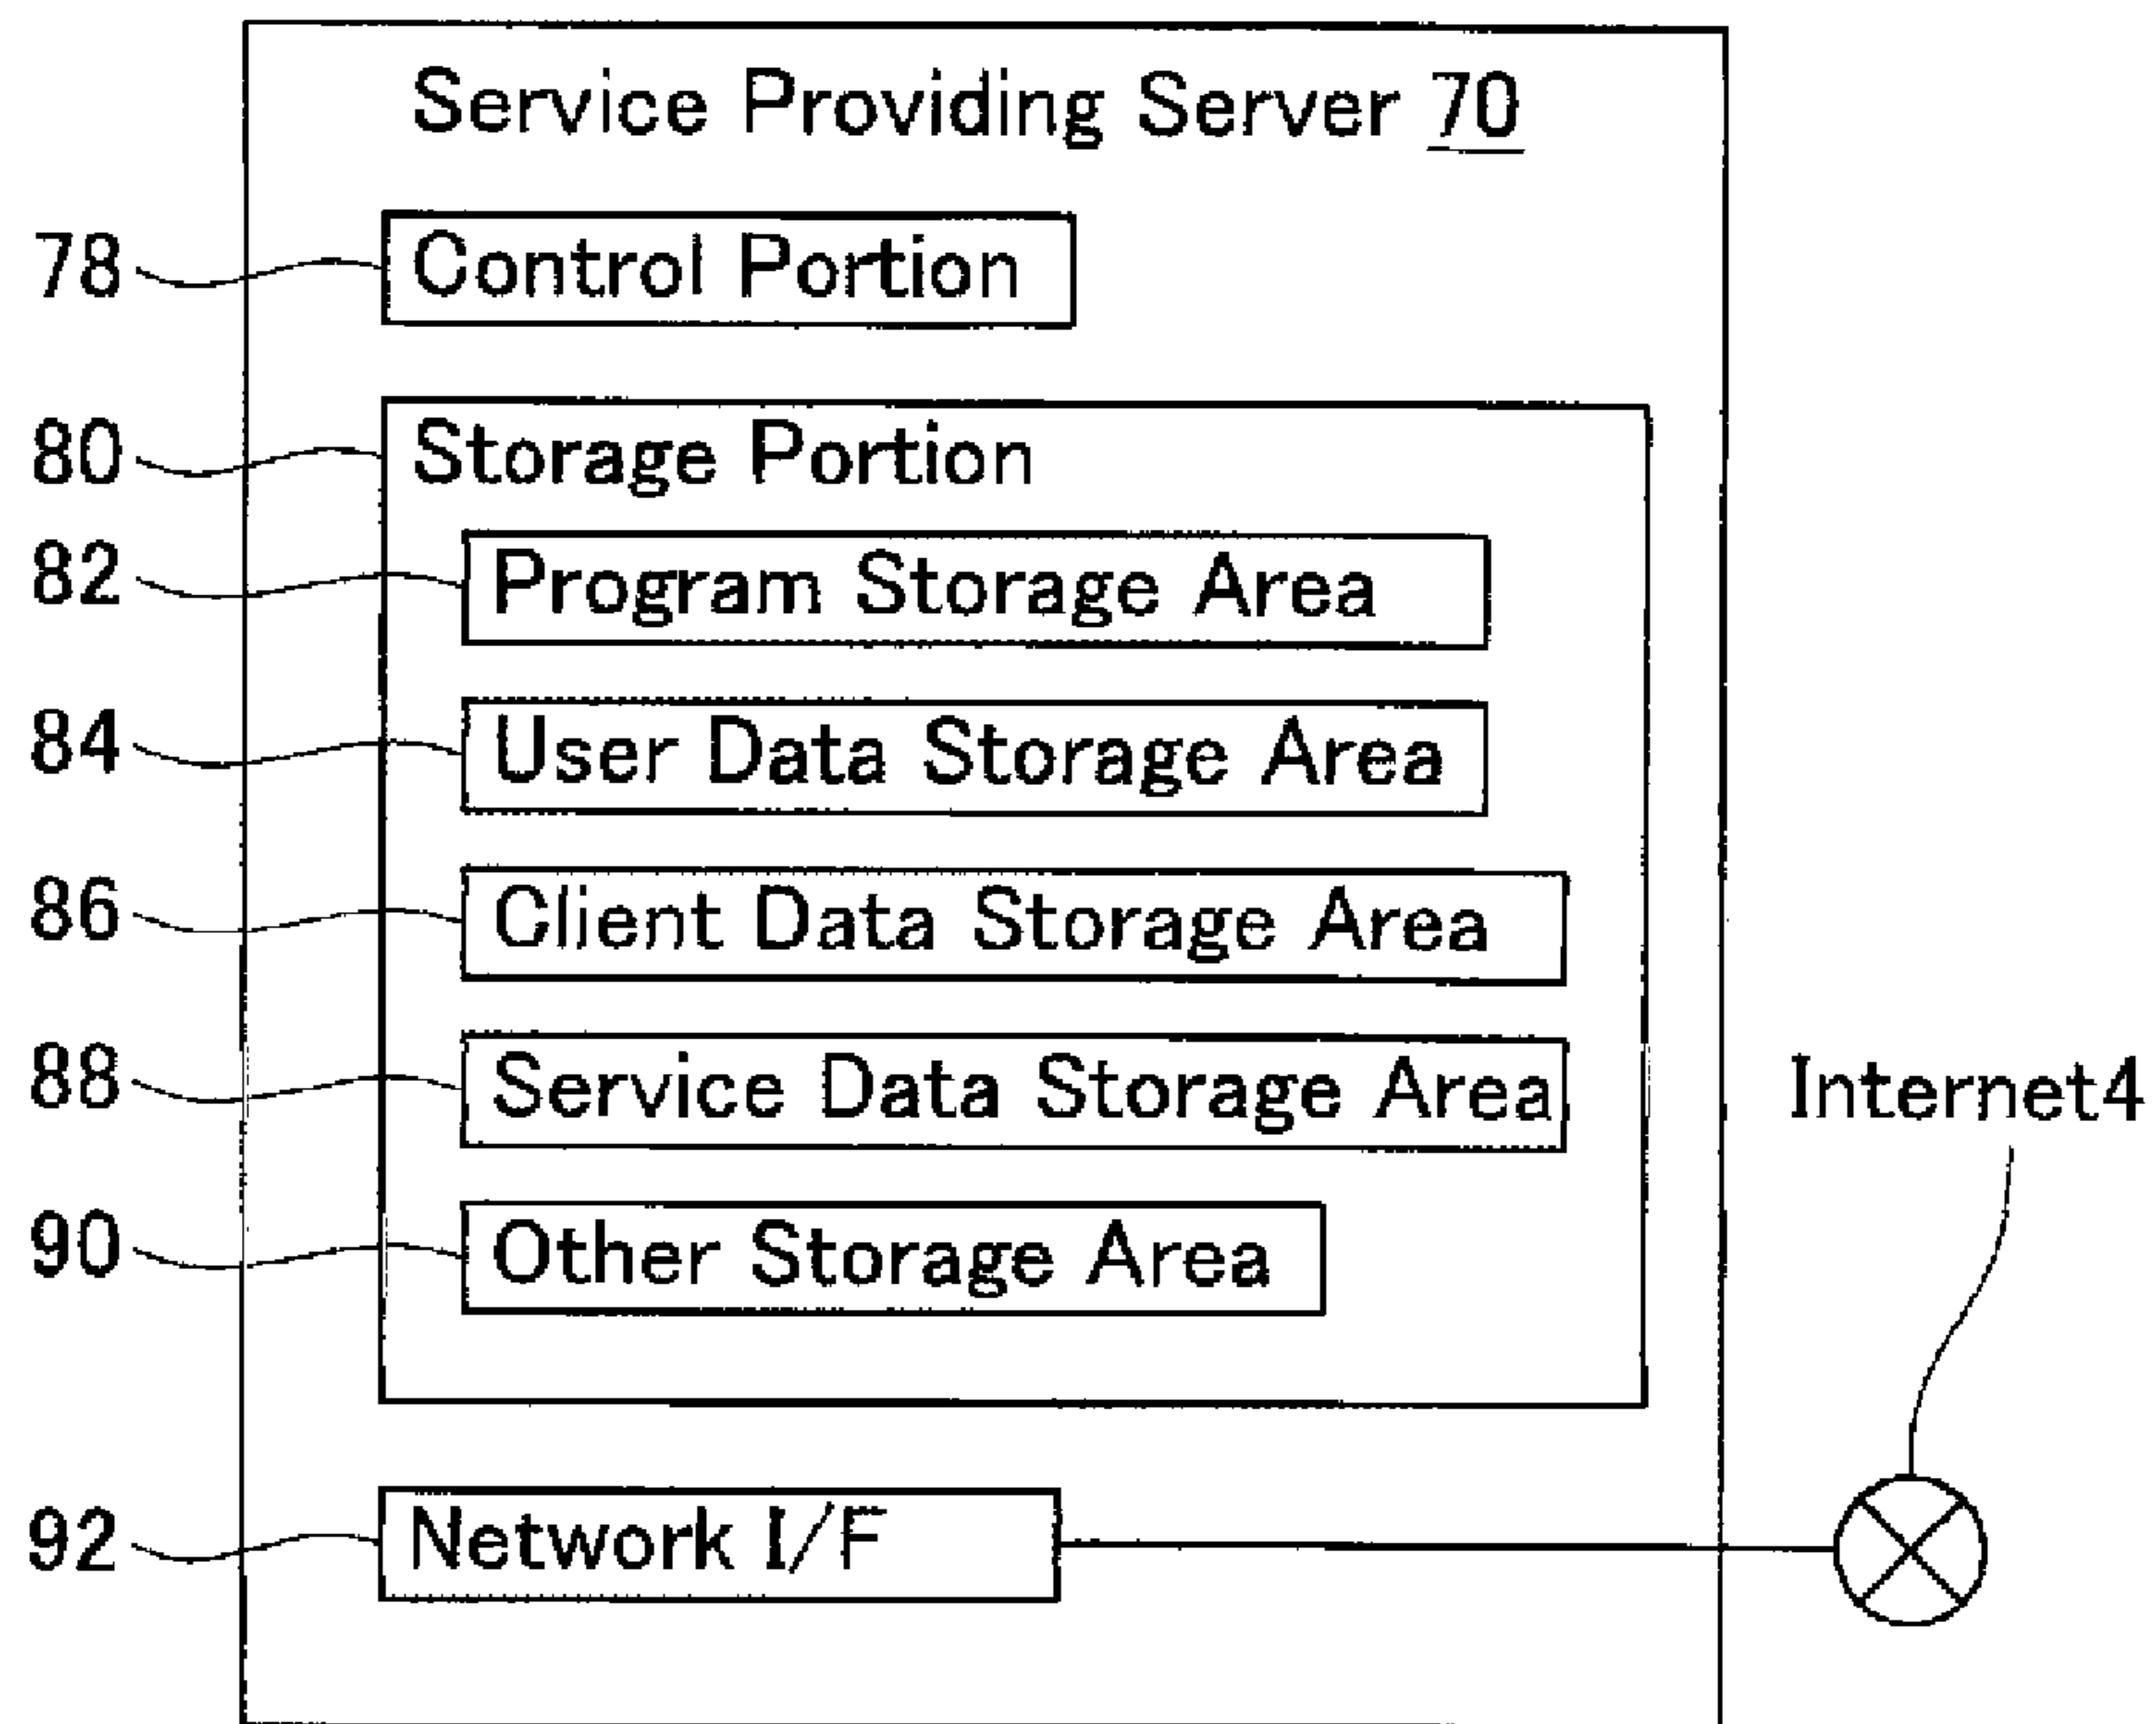 Service Providing Server 70
78 Control Portion
80 Storage Portion
82 Program Storage Area
84 User Data Storage Area
86 Client Data Storage Area
88 Service Data Storage Area
Internet4
90 Other Storage Area
92 Network I/F